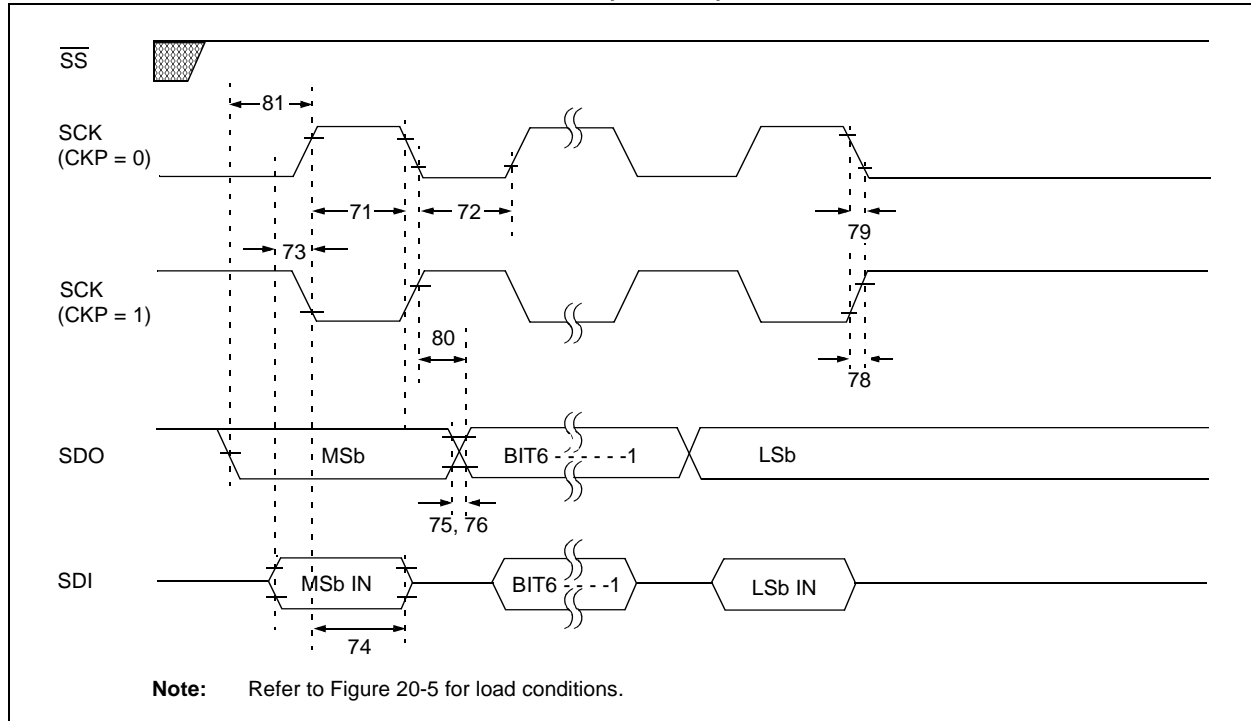 SS
81
SCK
(CKP = 0)
71
72
79
73
SCK
(CKP = 1)
80
78
SDO
MSb
BIT6 - - - - - -1
LSb
75, 76
SDI
MSb IN
BIT6 - - - -1
LSb IN
74
Note: Refer to Figure 20-5 for load conditions.